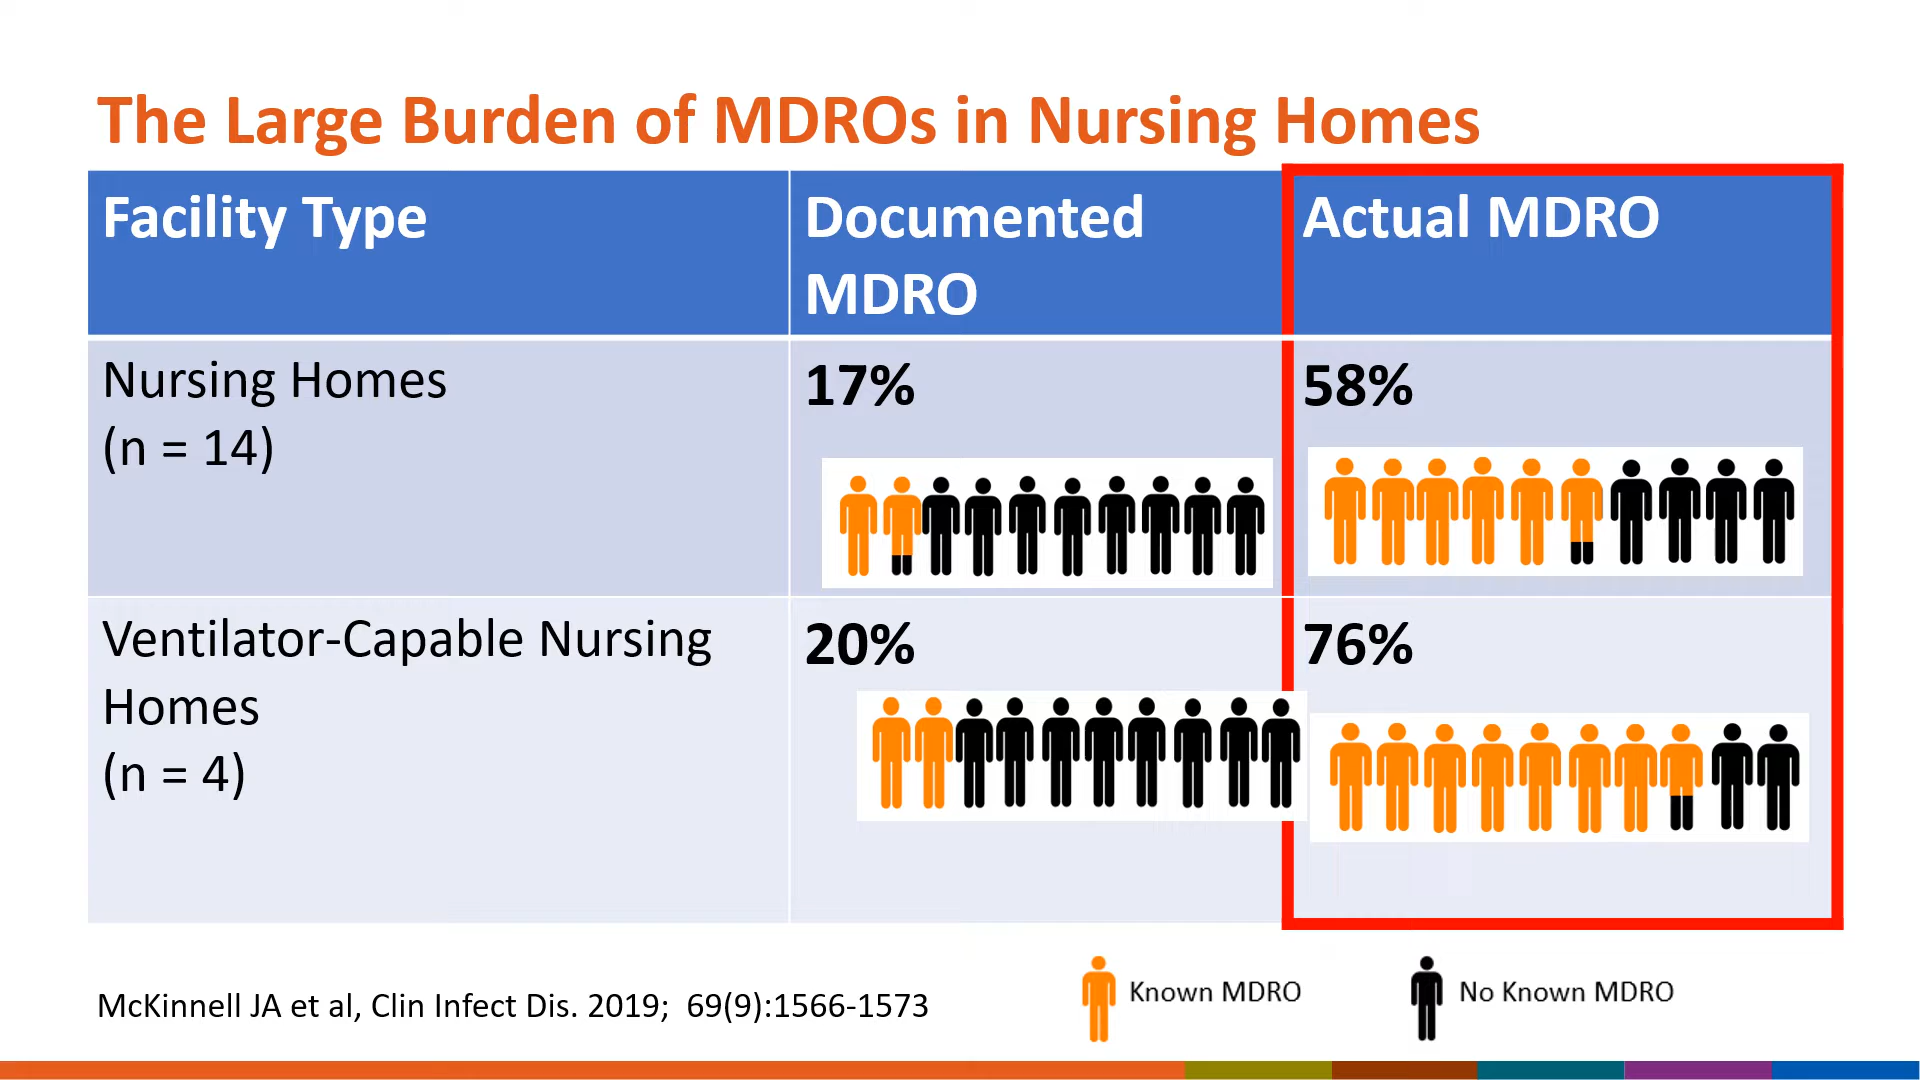 The Large Burden of MDROs in Nursing Homes
Facility Type
Documented
MDRO
Actual MDRO
Nursing Homes
(n = 14)
17%
58%
Ventilator-Capable Nursing
Homes
(n = 4)
20%
76%
McKinnell JA et al, Clin Infect Dis. 2019;  69(9):1566-1573
Known MDRO
No Known MDRO